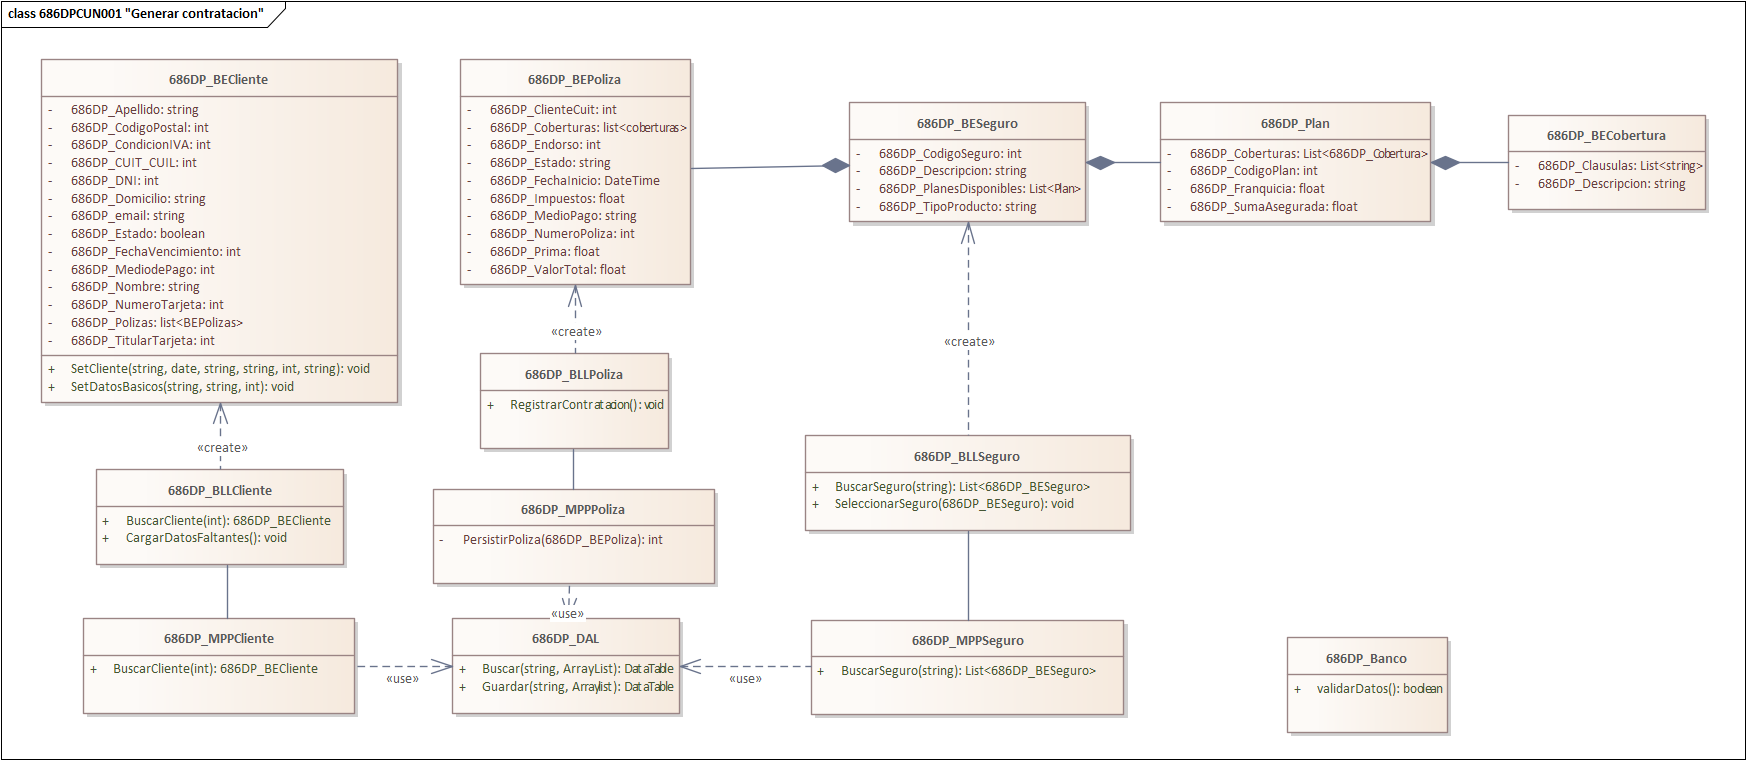 class 686DPCUN001 "Generar contratacion"
686DP_BECliente
- 686DP_Apellido: string
- 686DP_CodigoPostal: int
- 686DP_CondicionIVA: int
- 686DP_CUIT_CUIL: int
- 686DP_DNI: int
- 686DP_Domicilio: string
- 686DP_email: string
- 686DP_Estado: boolean
- 686DP_FechaVencimiento: int
- 686DP_MediodePago: int
- 686DP_Nombre: string
- 686DP_NumeroTarjeta: int
- 686DP_Polizas: list<BEPolizas>
- 686DP_TitularTarjeta: int
+ SetCliente(string, date, string, string, int, string): void
+ SetDatosBasicos(string, string, int): void
«create»
686DP_BLLCliente
+ BuscarCliente(int): 686DP_BECliente
+ CargarDatosFaltantes(): void
686DP_MPPCliente
+ BuscarCliente(int): 686DP_BECliente
«use»
686DP_BEPoliza
- 686DP_ClienteCuit: int
- 686DP_Coberturas: list<coberturas>
- 686DP_Endorso: int
- 686DP_Estado: string
- 686DP_FechaInicio: DateTime
- 686DP_Impuestos: float
- 686DP_MedioPago: string
- 686DP_NumeroPoliza: int
- 686DP_Prima: float
- 686DP_ValorTotal: float
«create»
686DP_BLLPoliza
+ RegistrarContratacion(): void
686DP_MPPPoliza
- PersistirPoliza(686DP_BEPoliza): int
«use»
686DP_DAL
+ Buscar(string, ArrayList): DataTable
+ Guardar(string, Arraylist): DataTable
686DP_BESeguro
- 686DP_CodigoSeguro: int
- 686DP_Descripcion: string
- 686DP_PlanesDisponibles: List<Plan>
- 686DP_TipoProducto: string
«create»
686DP_BLLSeguro
+ BuscarSeguro(string): List<686DP_BESeguro>
+ SeleccionarSeguro(686DP_BESeguro): void
686DP_MPPSeguro
+ BuscarSeguro(string): List<686DP_BESeguro>
«use»
686DP_Plan
- 686DP_Coberturas: List<686DP_Cobertura>
- 686DP_CodigoPlan: int
- 686DP_Franquicia: float
- 686DP_SumaAsegurada: float
686DP_BECobertura
- 686DP_Clausulas: List<string>
- 686DP_Descripcion: string
686DP_Banco
+ validarDatos(): boolean